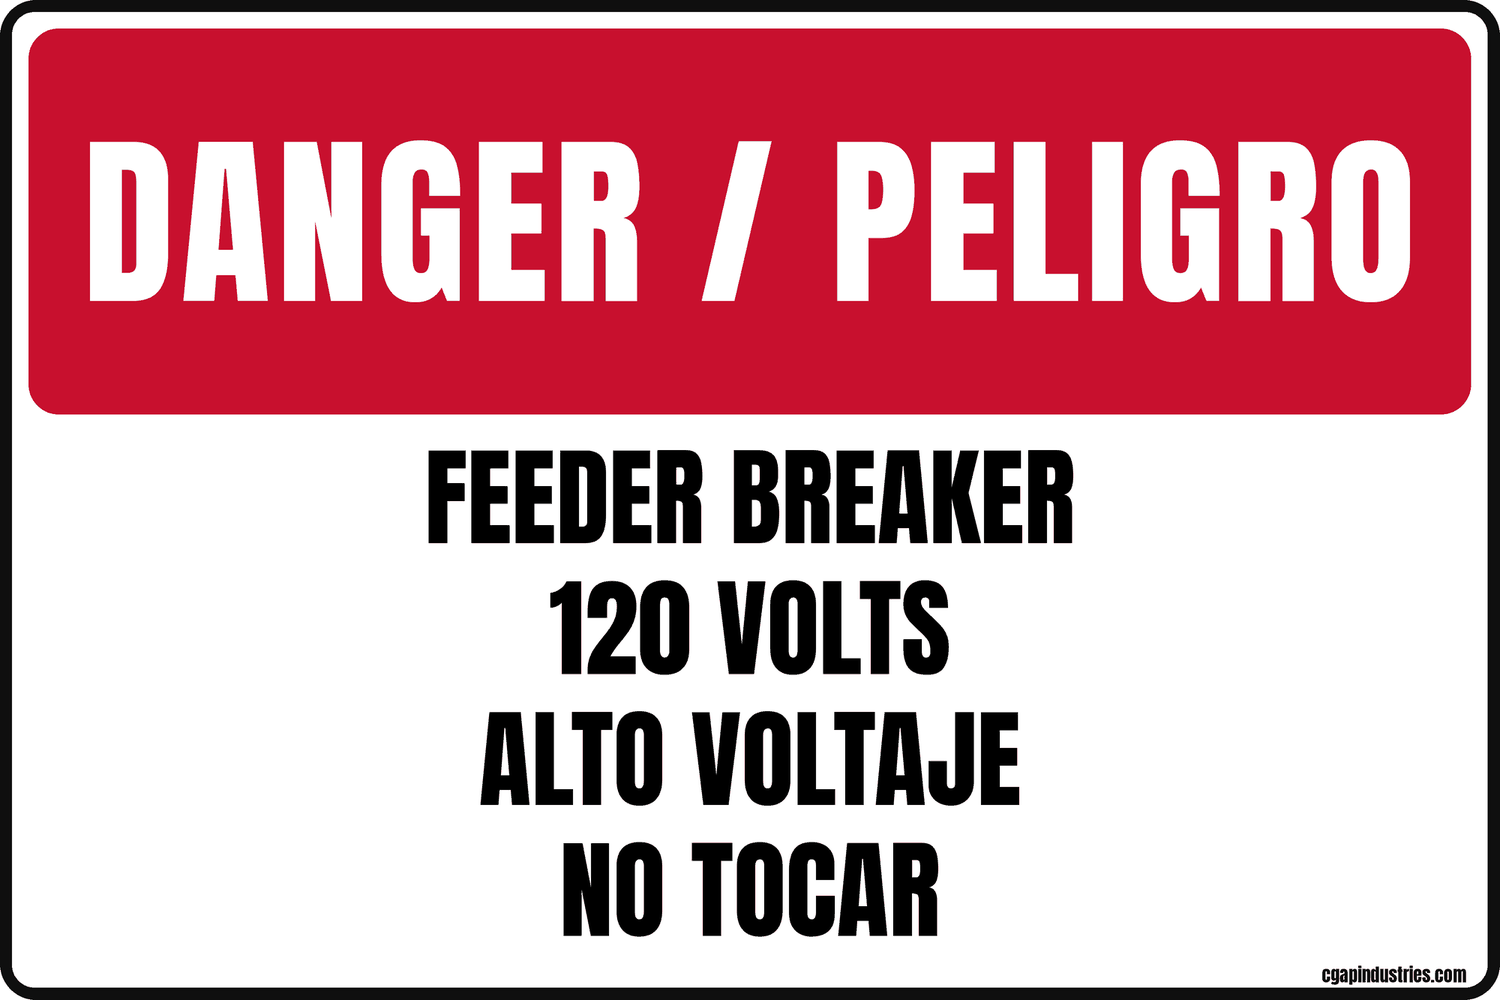 DANGER / PELIGRO
FEEDER BREAKER
120 VOLTS
ALTO VOLTAJE
NO TOCAR
cgapindustries.com